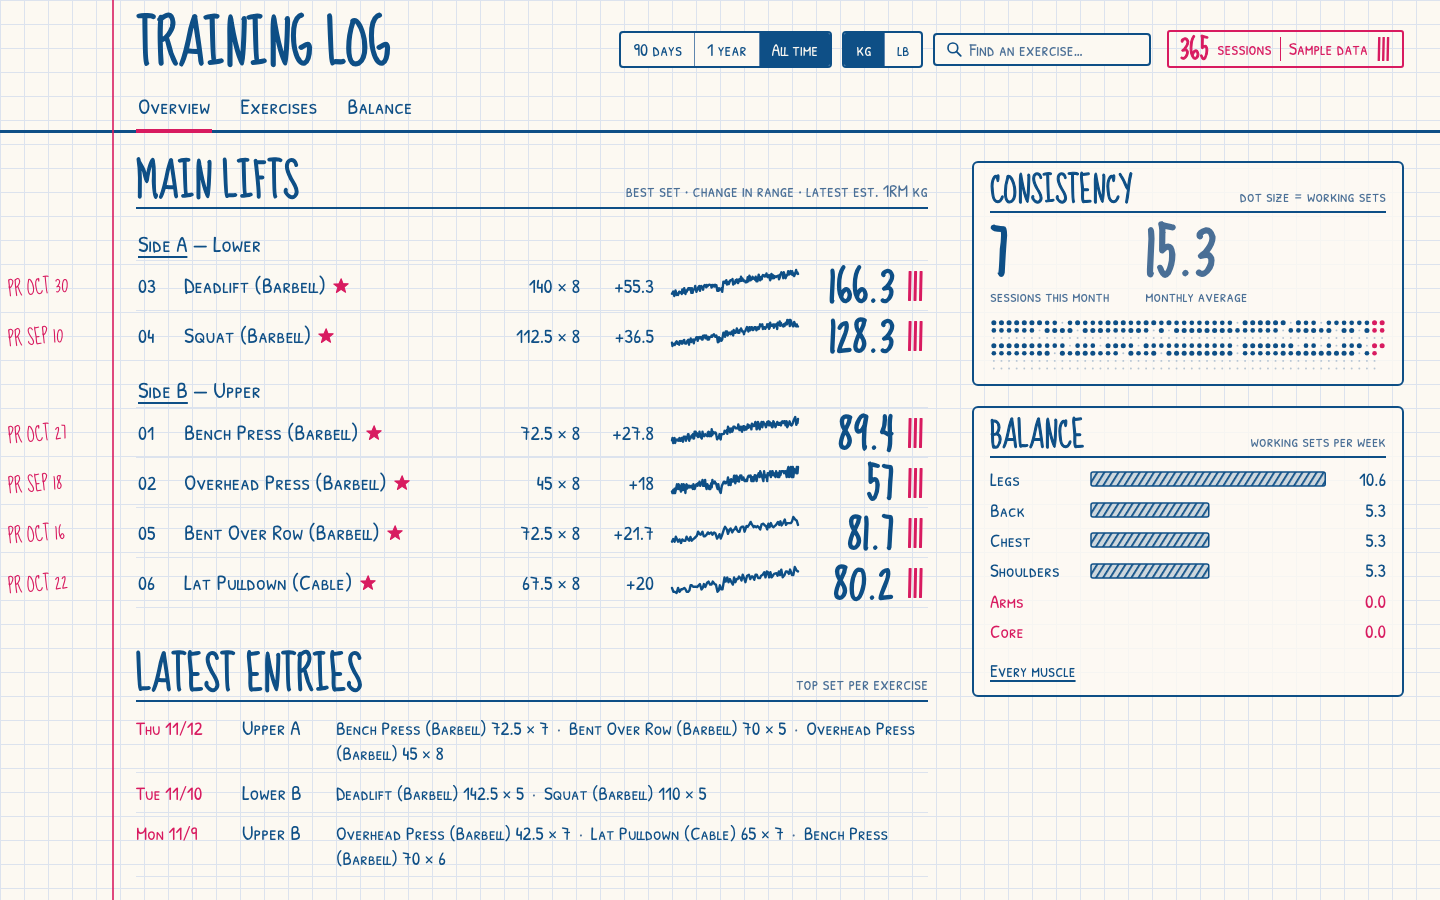 Training Log
90 days 1 year All time
kg lb
Find an exercise...
365 sessions Sample data
Overview Exercises Balance
Main Lifts
best set · change in range · latest est. 1RM kg
Side A — Lower
PR Oct 30 03 Deadlift (Barbell) ★ 140 × 8 +55.3 166.3
PR Sep 10 04 Squat (Barbell) ★ 112.5 × 8 +36.5 128.3
Side B — Upper
PR Oct 27 01 Bench Press (Barbell) ★ 72.5 × 8 +27.8 89.4
PR Sep 18 02 Overhead Press (Barbell) ★ 45 × 8 +18 57
PR Oct 16 05 Bent Over Row (Barbell) ★ 72.5 × 8 +21.7 81.7
PR Oct 22 06 Lat Pulldown (Cable) ★ 67.5 × 8 +20 80.2
Latest Entries
top set per exercise
Thu 11/12 Upper A Bench Press (Barbell) 72.5 × 7 · Bent Over Row (Barbell) 70 × 5 · Overhead Press
(Barbell) 45 × 8
Tue 11/10 Lower B Deadlift (Barbell) 142.5 × 5 · Squat (Barbell) 110 × 5
Mon 11/9 Upper B Overhead Press (Barbell) 42.5 × 7 · Lat Pulldown (Cable) 65 × 7 · Bench Press
(Barbell) 70 × 6
Consistency
dot size = working sets
7 15.3
sessions this month monthly average
Balance
working sets per week
Legs 10.6
Back 5.3
Chest 5.3
Shoulders 5.3
Arms 0.0
Core 0.0
Every muscle